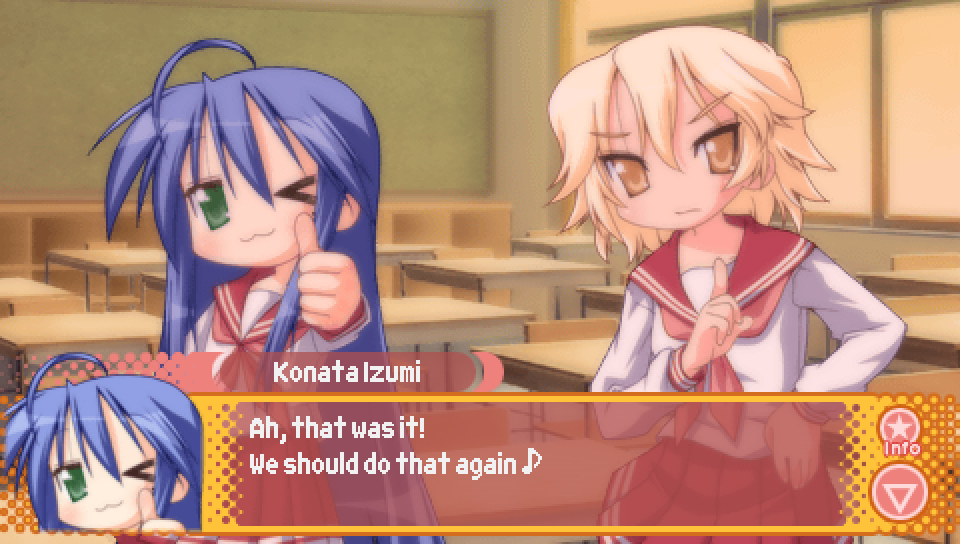 Konata Izumi
Ah, that was it!
We should do that again♪
Info